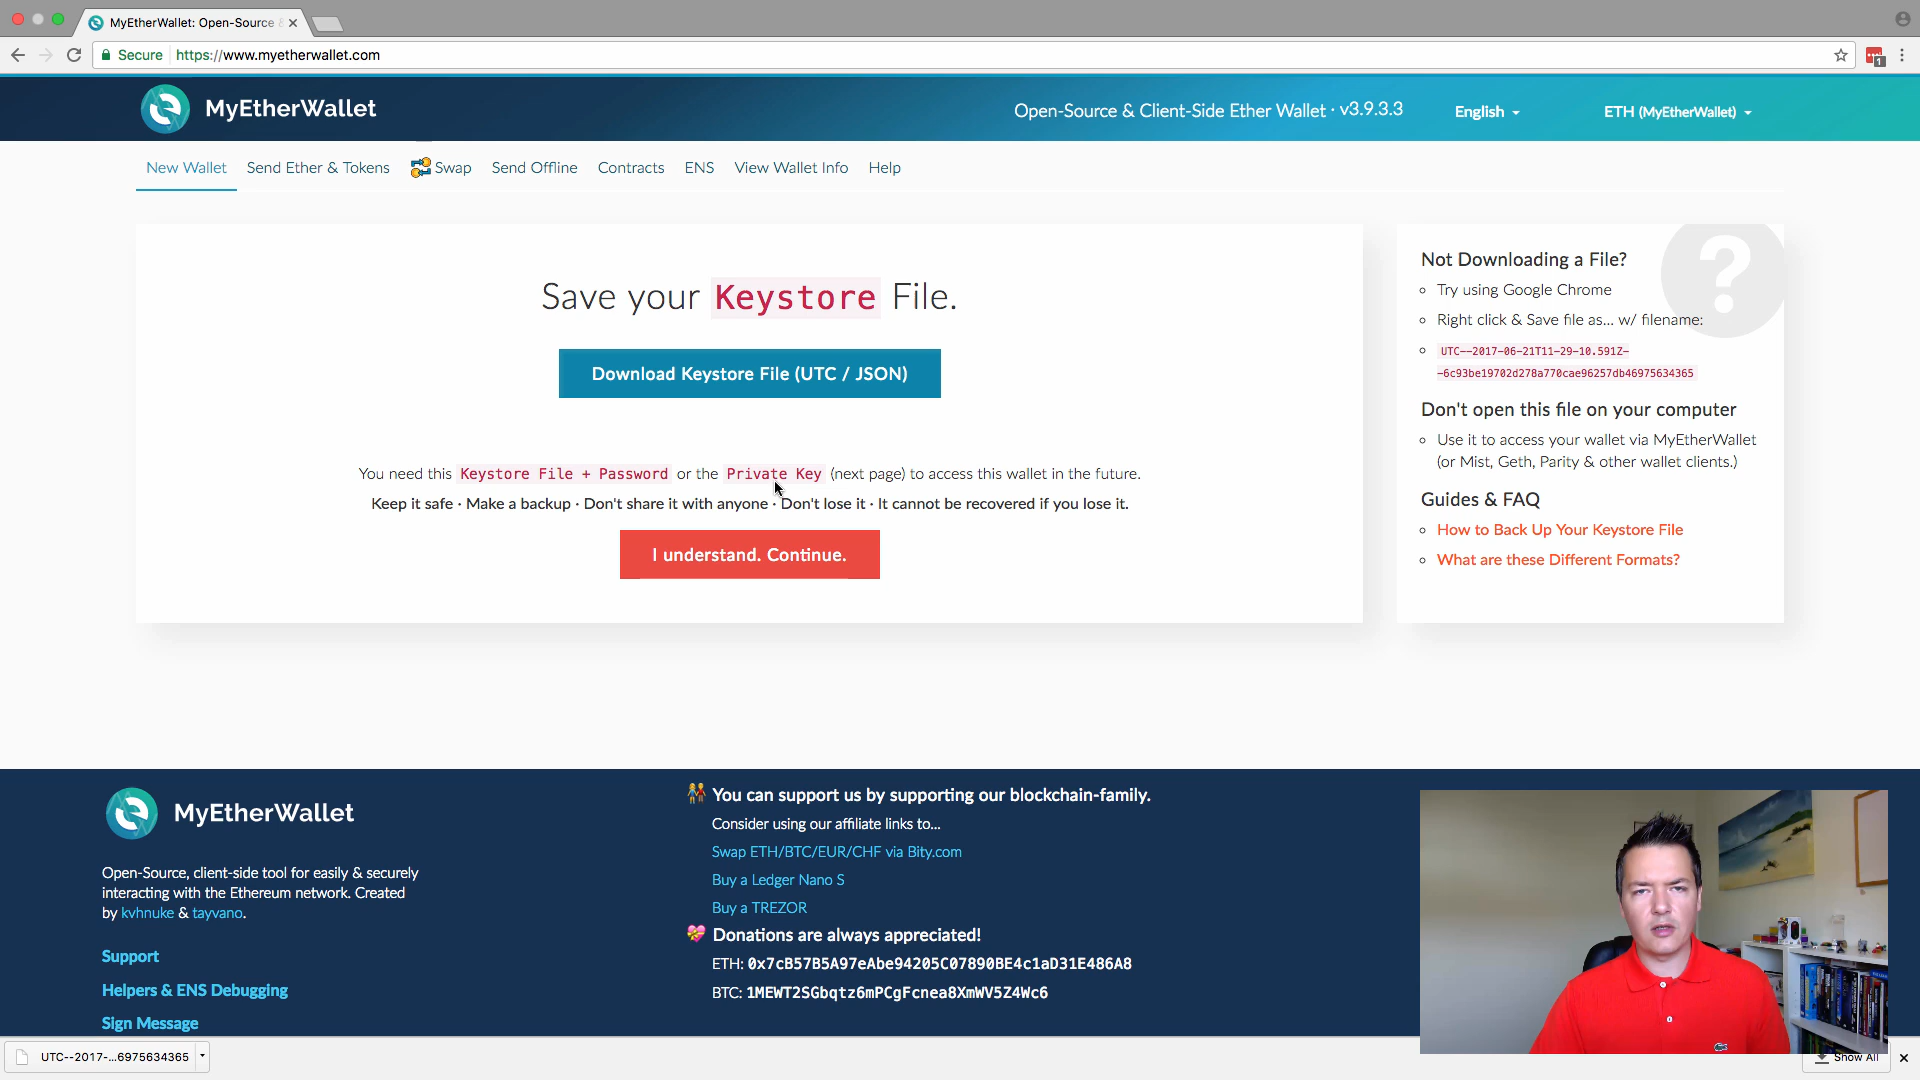 MyEtherWallet: Open-Source
Secure https://www.myetherwallet.com
1
MyEtherWallet
Open-Source & Client-Side Ether Wallet · v3.9.3.3
English
ETH (MyEtherWallet)
New Wallet
Send Ether & Tokens
Swap
Send Offline
Contracts
ENS
View Wallet Info
Help
Save your Keystore File.
Download Keystore File (UTC / JSON)
You need this Keystore File + Password or the Private Key (next page) to access this wallet in the future.
Keep it safe · Make a backup · Don't share it with anyone · Don't lose it · It cannot be recovered if you lose it.
I understand. Continue.
Not Downloading a File?
Try using Google Chrome
Right click & Save file as... w/ filename:
UTC--2017-06-21T11-29-10.591Z-
-6c93be19702d278a770cae96257db46975634365
Don't open this file on your computer
Use it to access your wallet via MyEtherWallet
(or Mist, Geth, Parity & other wallet clients.)
Guides & FAQ
How to Back Up Your Keystore File
What are these Different Formats?
MyEtherWallet
Open-Source, client-side tool for easily & securely
interacting with the Ethereum network. Created
by kvhnuke & tayvano.
Support
Helpers & ENS Debugging
Sign Message
You can support us by supporting our blockchain-family.
Consider using our affiliate links to...
Swap ETH/BTC/EUR/CHF via Bity.com
Buy a Ledger Nano S
Buy a TREZOR
Donations are always appreciated!
ETH: 0x7cB57B5A97eAbe94205C07890BE4c1aD31E486A8
BTC: 1MEWT2SGbqtz6mPCgFcnea8XmWV5Z4Wc6
UTC--2017-...6975634365
Show All